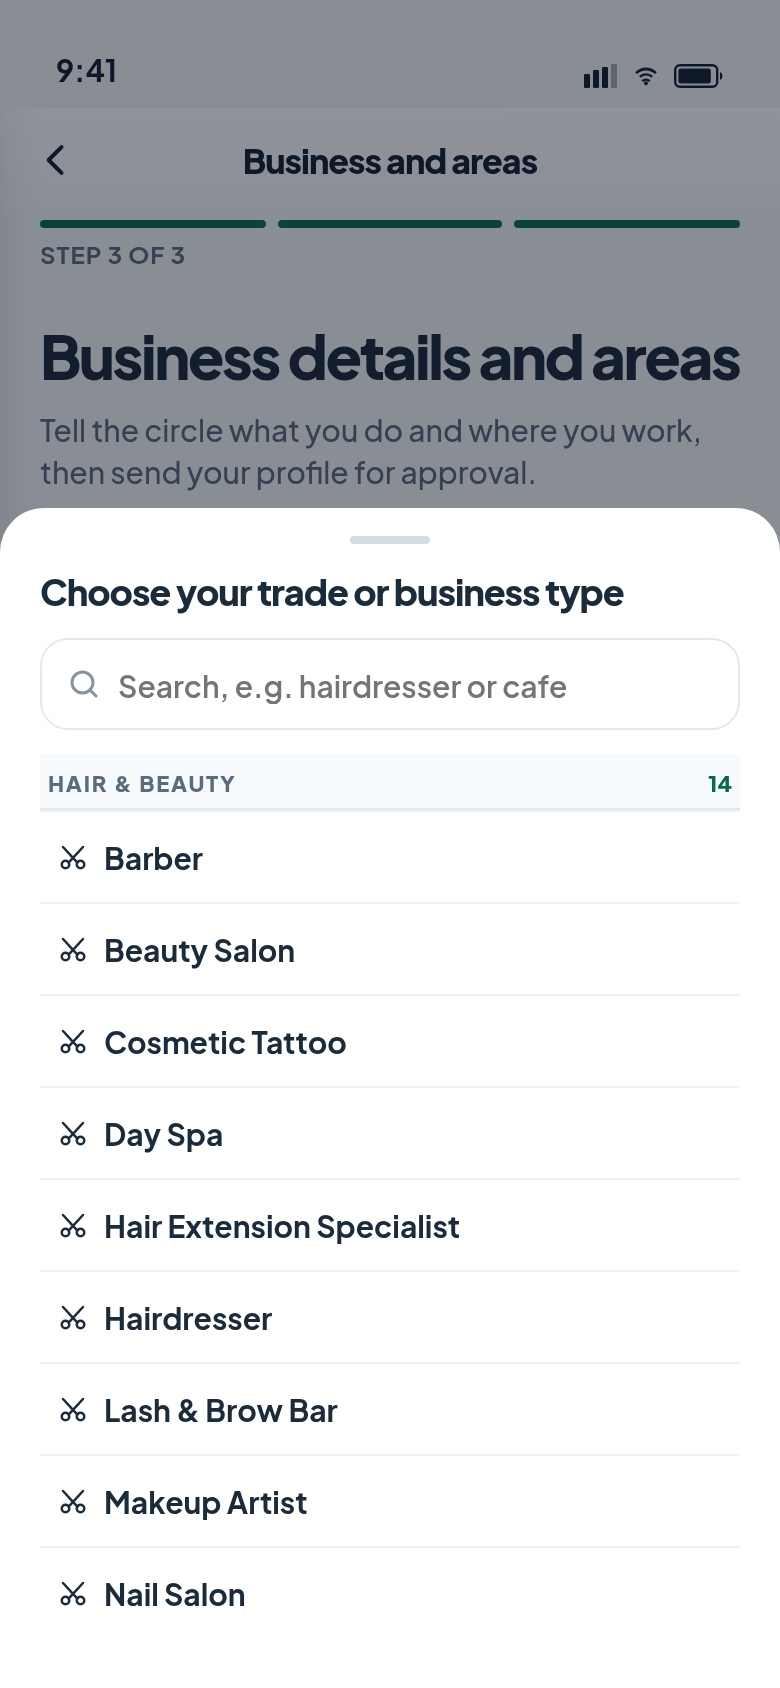 9:41
Business and areas
STEP 3 OF 3
Business details and areas
Tell the circle what you do and where you work,
then send your profile for approval.
Choose your trade or business type
Search, e.g. hairdresser or cafe
HAIR & BEAUTY 14
Barber
Beauty Salon
Cosmetic Tattoo
Day Spa
Hair Extension Specialist
Hairdresser
Lash & Brow Bar
Makeup Artist
Nail Salon